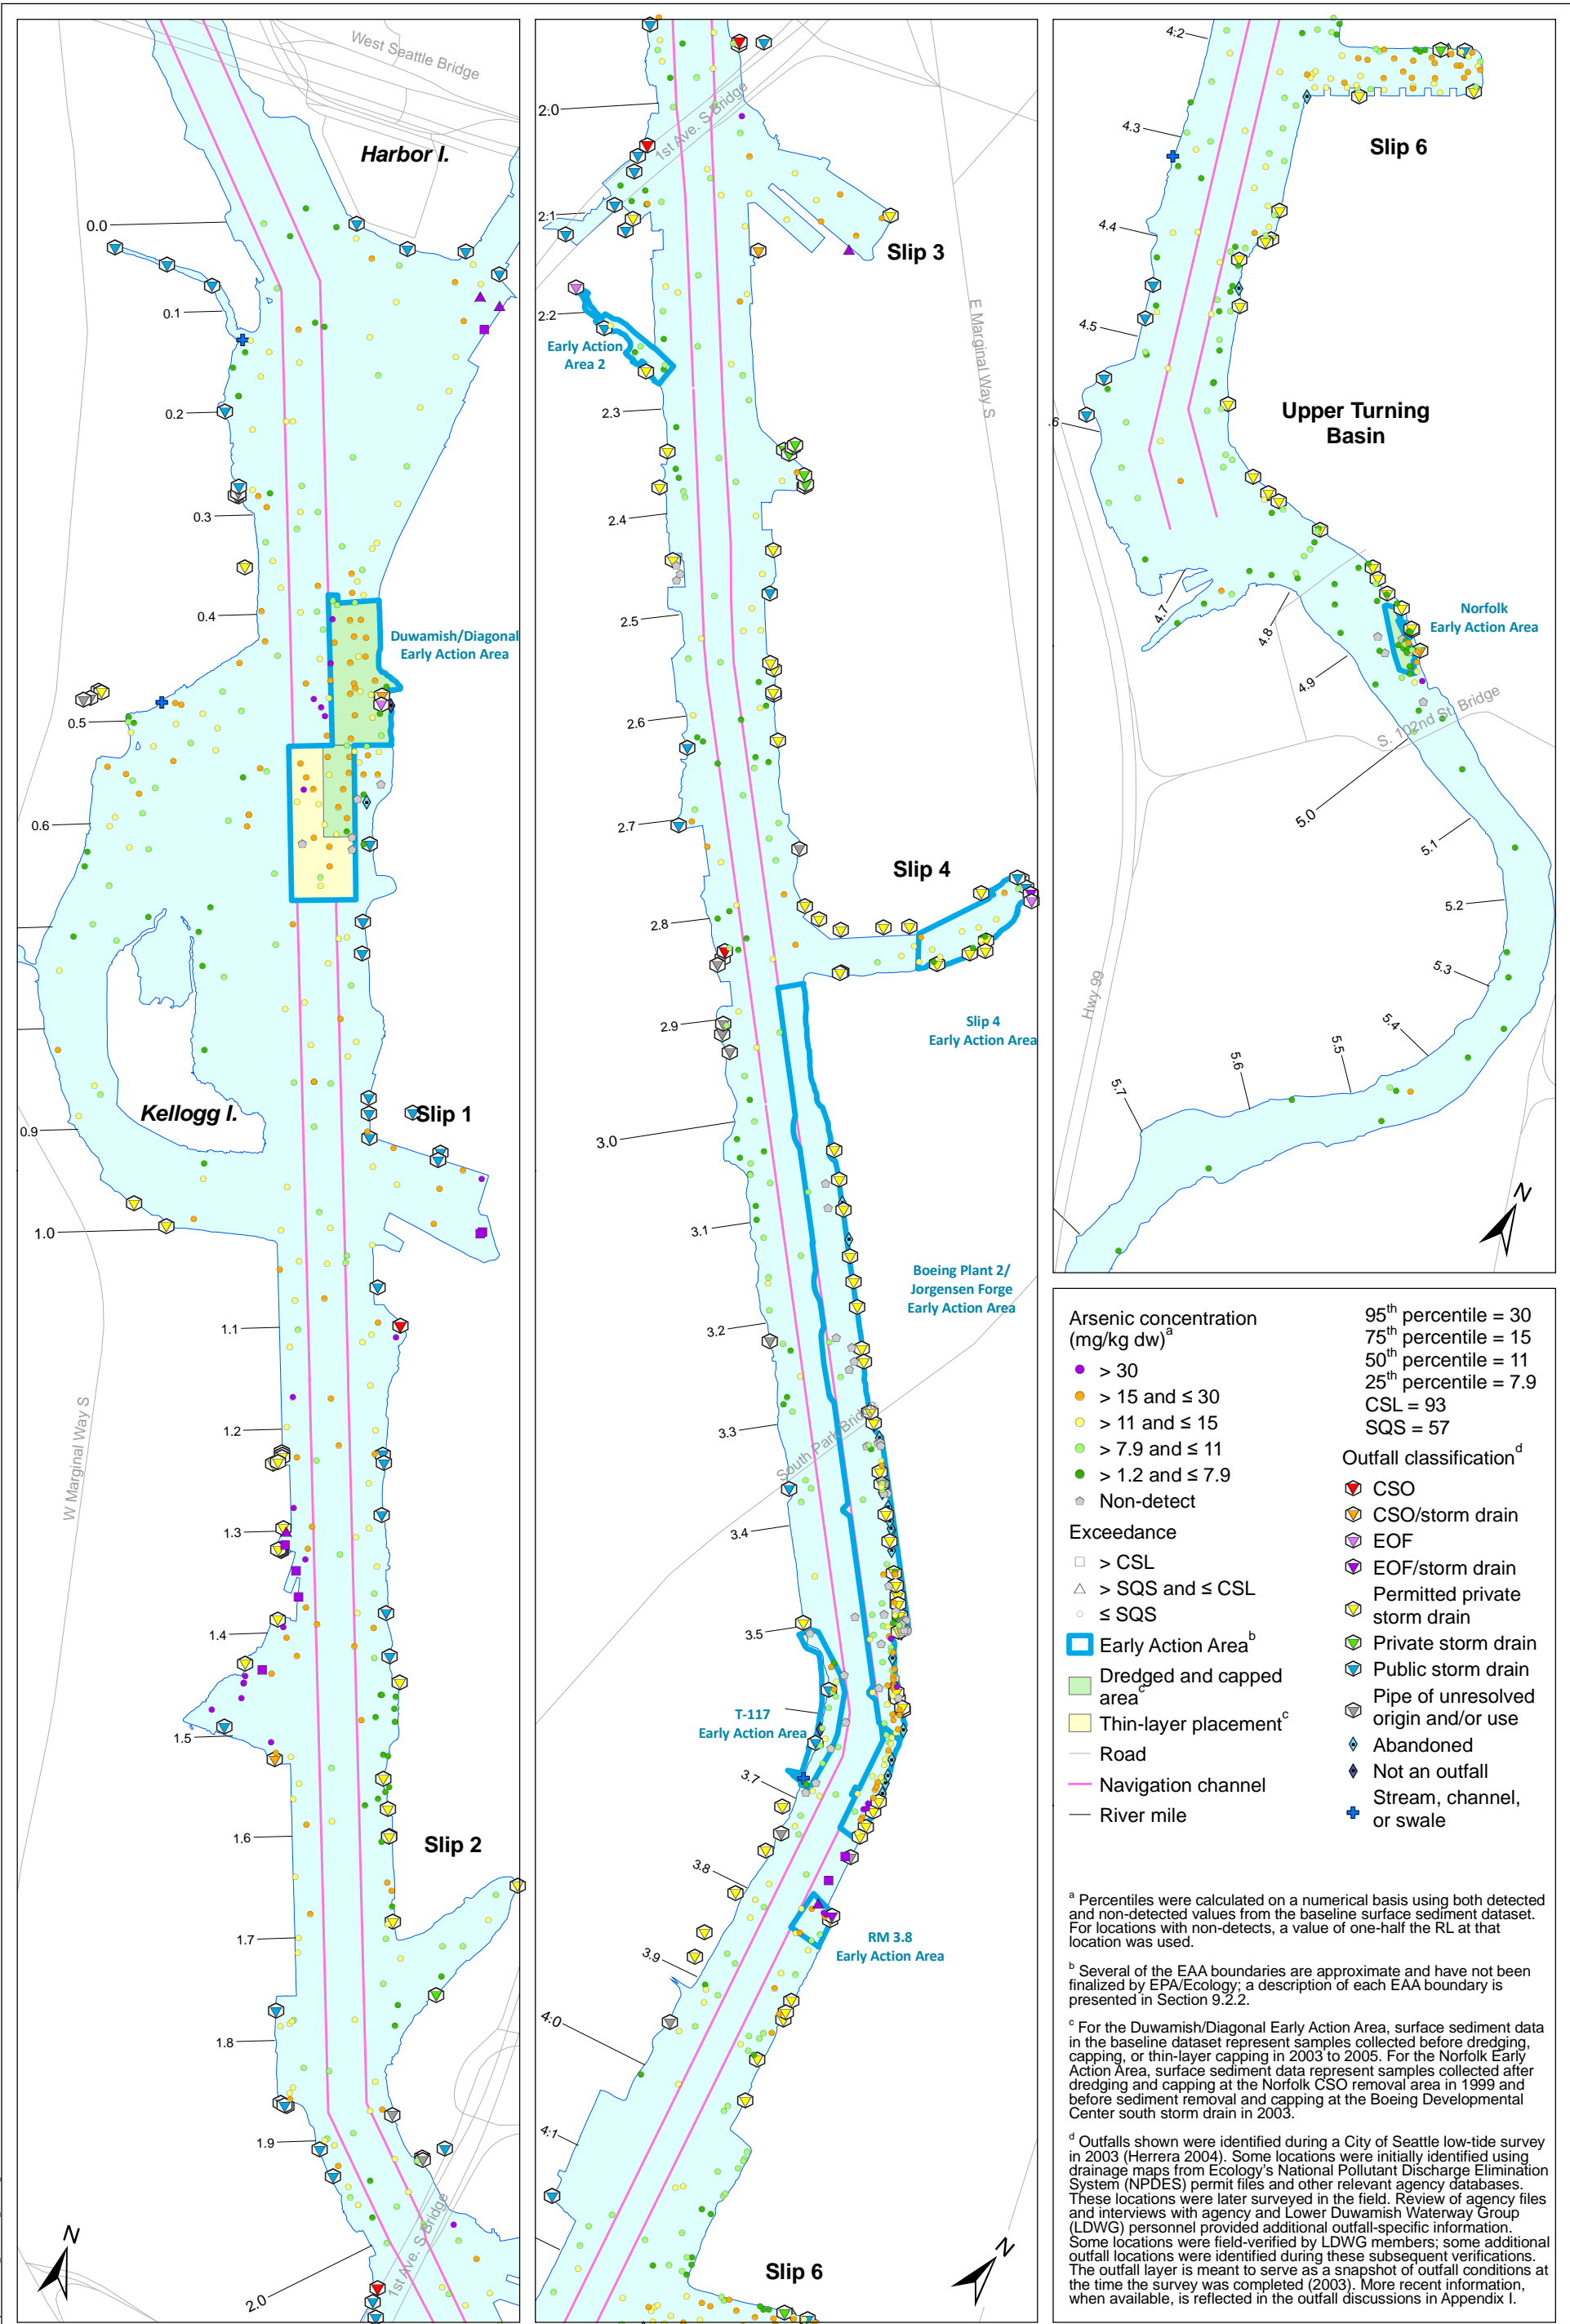 West Seattle Bridge
Harbor I.
0.0
0.1
0.2
0.3
0.4
Duwamish/Diagonal
Early Action Area
0.5
0.6
Kellogg I.
Slip 1
0.9
1.0
1.1
1.2
W Marginal Way S
1.3
1.4
1.5
1.6
Slip 2
1.7
1.8
1.9
1st Ave. S Bridge
2.0
N
2:0
1st Ave. S Bridge
2:1
Slip 3
2:2
Early Action
Area 2
E Marginal Way S
2.3
2.4
2.5
2.6
2.7
Slip 4
2.8
2.9
Slip 4
Early Action Area
3.0
3.1
Boeing Plant 2/
Jorgensen Forge
Early Action Area
3.2
3.3
South Park Bridge
3.4
3.5
T-117
Early Action Area
3.7
3.8
RM 3.8
Early Action Area
3.9
4:0
4:1
N
Slip 6
4:2
4.3
Slip 6
4.4
4.5
Upper Turning
Basin
.6
4.7
4.8
Norfolk
Early Action Area
4.9
S. 102nd St. Bridge
5.0
5.1
5.2
5.3
Hwy 99
5.4
5.5
5.6
5.7
N
Arsenic concentration
(mg/kg dw)a
> 30
> 15 and ≤ 30
> 11 and ≤ 15
> 7.9 and ≤ 11
> 1.2 and ≤ 7.9
Non-detect
Exceedance
> CSL
> SQS and ≤ CSL
≤ SQS
Early Action Areab
Dredged and capped
areac
Thin-layer placementc
Road
Navigation channel
River mile
95th percentile = 30
75th percentile = 15
50th percentile = 11
25th percentile = 7.9
CSL = 93
SQS = 57
Outfall classificationd
CSO
CSO/storm drain
EOF
EOF/storm drain
Permitted private
storm drain
Private storm drain
Public storm drain
Pipe of unresolved
origin and/or use
Abandoned
Not an outfall
Stream, channel,
or swale
a Percentiles were calculated on a numerical basis using both detected
and non-detected values from the baseline surface sediment dataset.
For locations with non-detects, a value of one-half the RL at that
location was used.
b Several of the EAA boundaries are approximate and have not been
finalized by EPA/Ecology; a description of each EAA boundary is
presented in Section 9.2.2.
c For the Duwamish/Diagonal Early Action Area, surface sediment data
in the baseline dataset represent samples collected before dredging,
capping, or thin-layer capping in 2003 to 2005. For the Norfolk Early
Action Area, surface sediment data represent samples collected after
dredging and capping at the Norfolk CSO removal area in 1999 and
before sediment removal and capping at the Boeing Developmental
Center south storm drain in 2003.
d Outfalls shown were identified during a City of Seattle low-tide survey
in 2003 (Herrera 2004). Some locations were initially identified using
drainage maps from Ecology's National Pollutant Discharge Elimination
System (NPDES) permit files and other relevant agency databases.
These locations were later surveyed in the field. Review of agency files
and interviews with agency and Lower Duwamish Waterway Group
(LDWG) personnel provided additional outfall-specific information.
Some locations were field-verified by LDWG members; some additional
outfall locations were identified during these subsequent verifications.
The outfall layer is meant to serve as a snapshot of outfall conditions at
the time the survey was completed (2003). More recent information,
when available, is reflected in the outfall discussions in Appendix I.